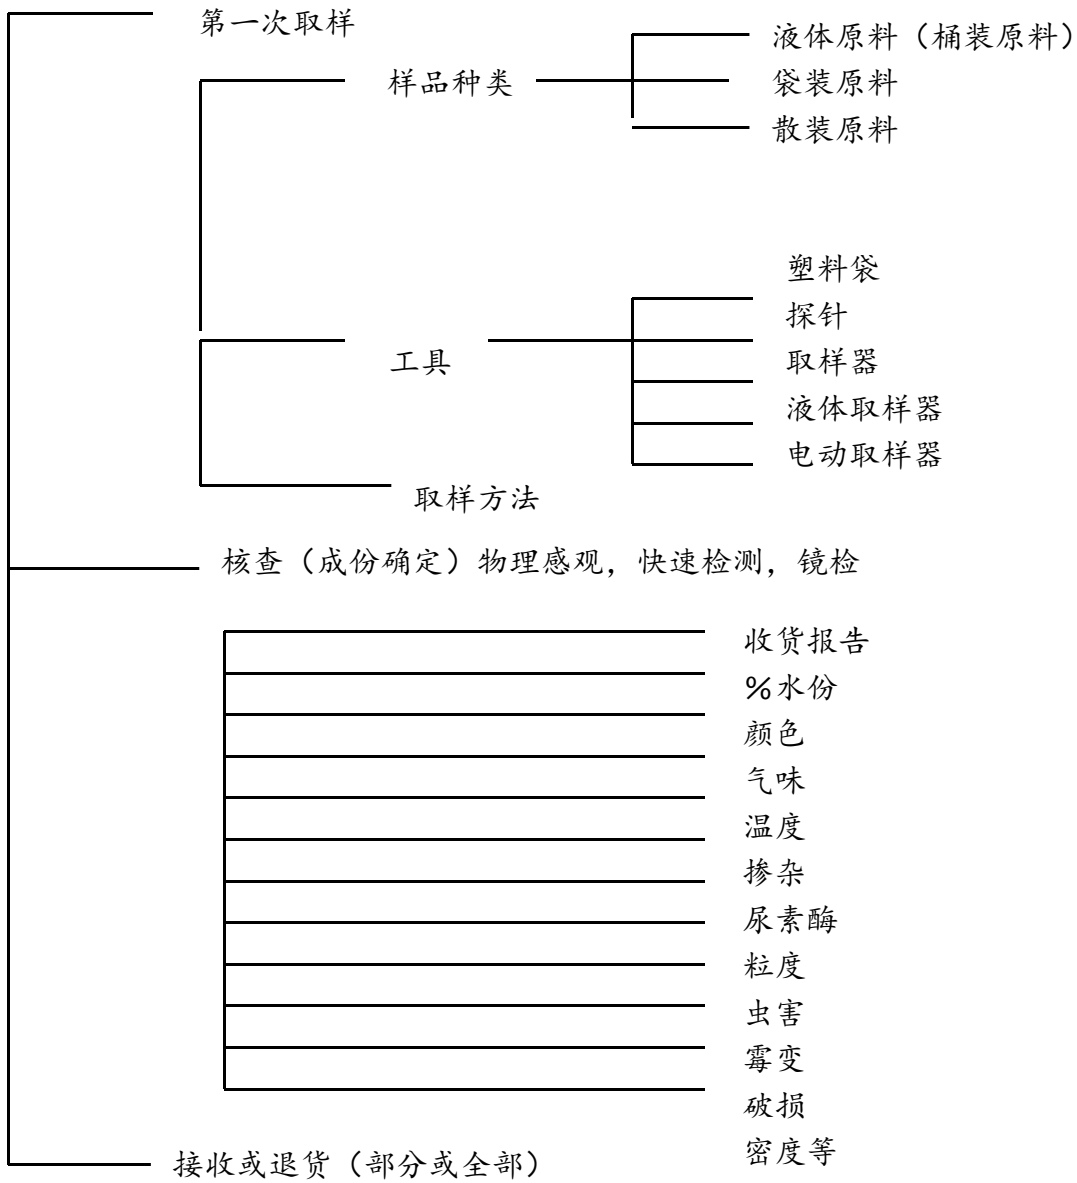 第一次取样
液体原料（桶装原料）
样品种类
袋装原料
散装原料
塑料袋
探针
工具
取样器
液体取样器
电动取样器
取样方法
核查（成份确定）物理感观，快速检测，镜检
收货报告
%水份
颜色
气味
温度
掺杂
尿素酶
粒度
虫害
霉变
破损
密度等
接收或退货（部分或全部）